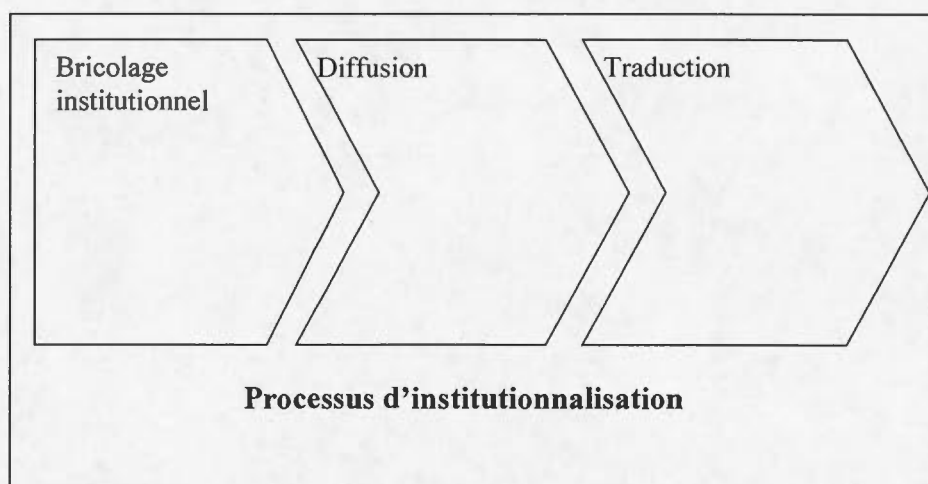 Bricolage
institutionnel
Diffusion
Traduction
Processus d'institutionnalisation